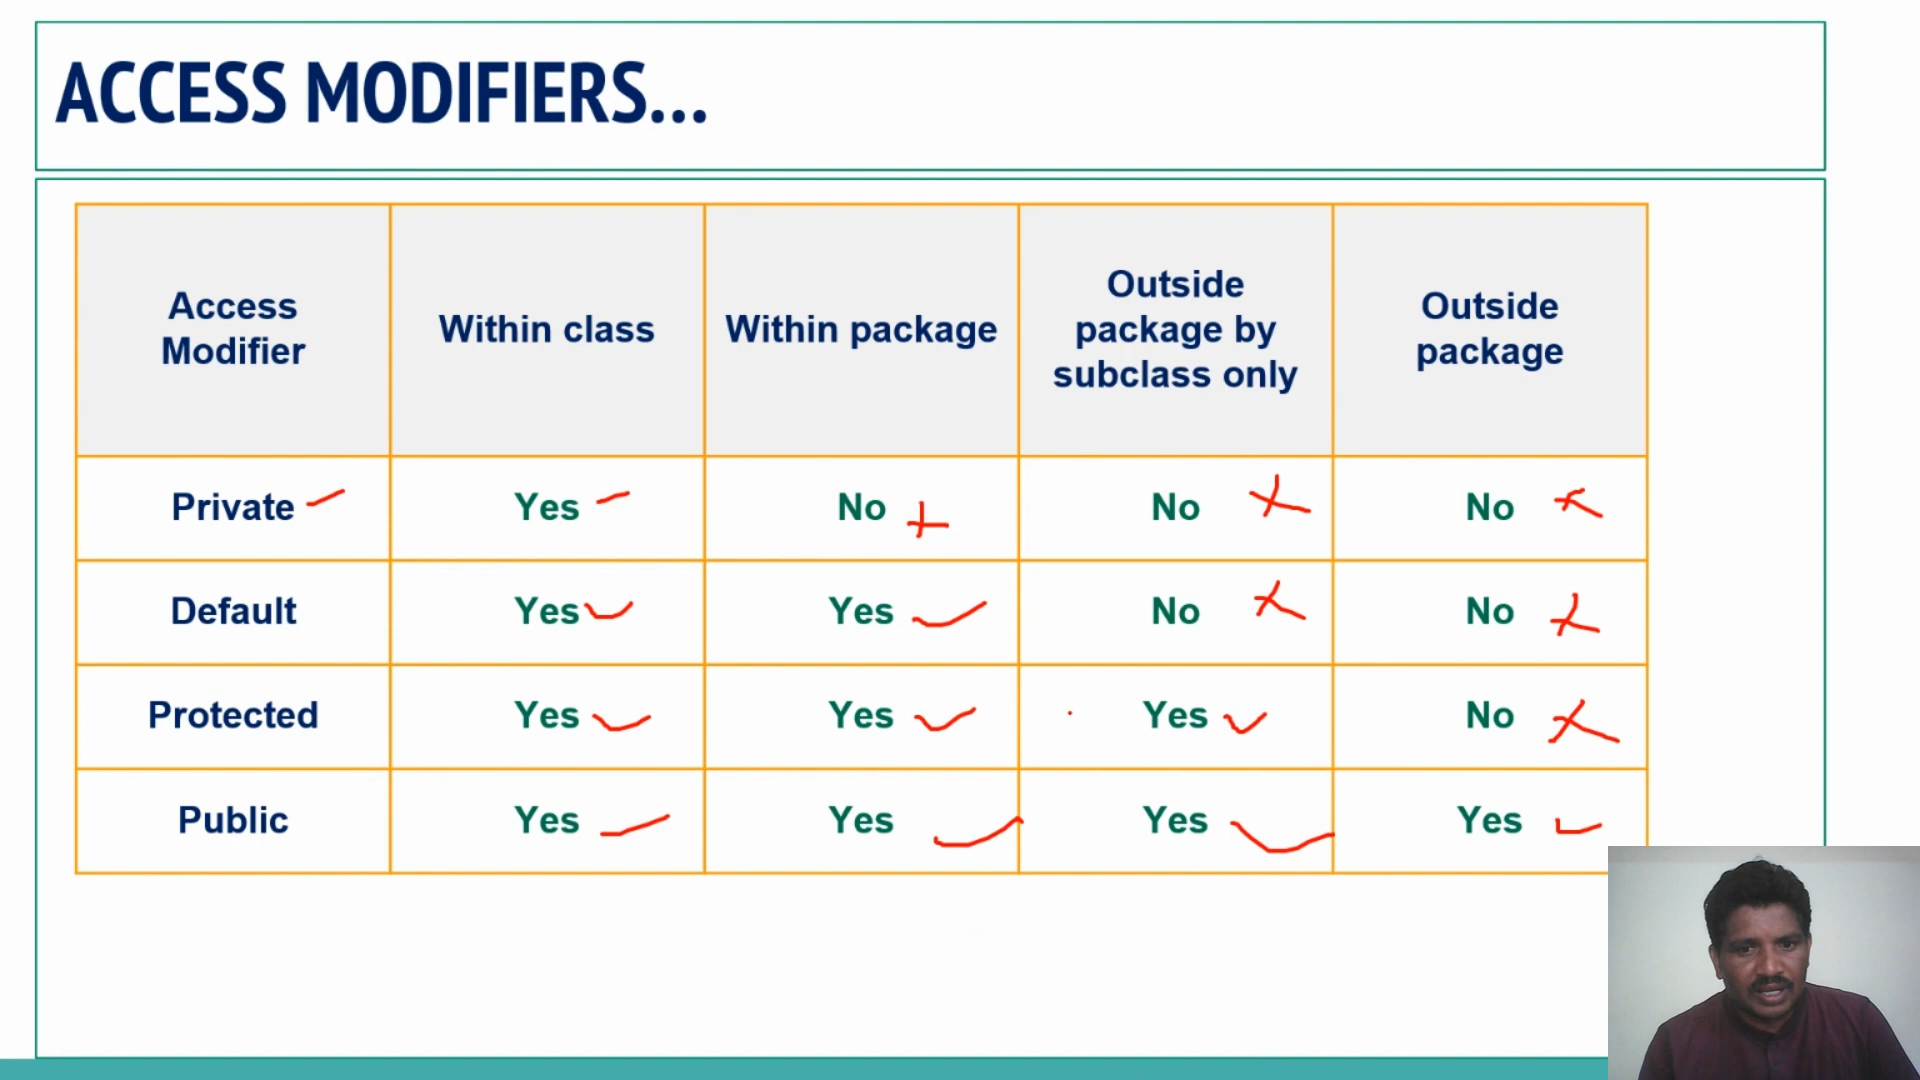 ACCESS MODIFIERS...
Access
Modifier
Within class
Within package
Outside
package by
subclass only
Outside
package
Private
Yes
No
No
No
Default
Yes
Yes
No
No
Protected
Yes
Yes
Yes
No
Public
Yes
Yes
Yes
Yes